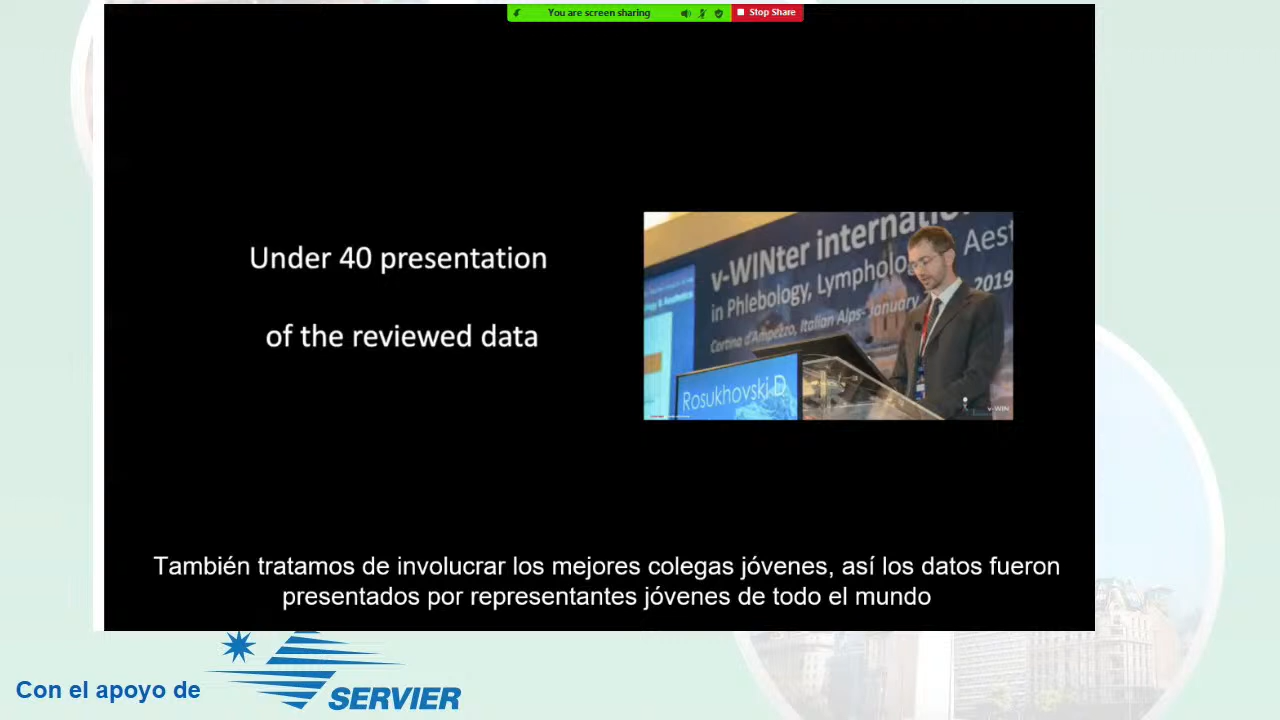 You are screen sharing
Stop Share
Under 40 presentation
of the reviewed data
v-WINter internatio
in Phlebology, Lympholo
Aest
Cortina d'Ampezzo, Italian Alps- January
2019
Rosukhovski D
v-WIN
También tratamos de involucrar los mejores colegas jóvenes, así los datos fueron
presentados por representantes jóvenes de todo el mundo
Con el apoyo de
SERVIER